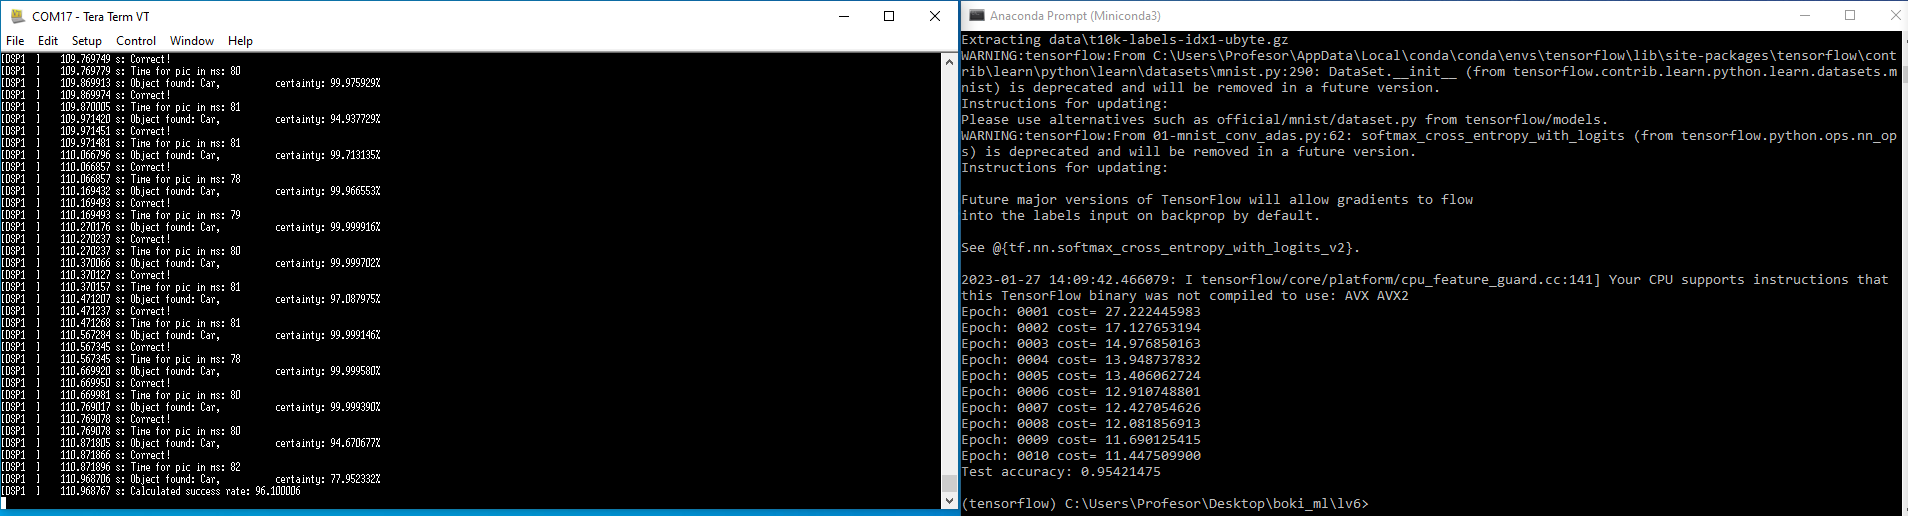 COM17 - Tera Term VT
File Edit Setup Control Window Help
[DSP1 ] 109.769749 s: Correct!
[DSP1 ] 109.769779 s: Time for pic in ms: 80
[DSP1 ] 109.869913 s: Object found: Car, certainty: 99.975929%
[DSP1 ] 109.869974 s: Correct!
[DSP1 ] 109.870005 s: Time for pic in ms: 81
[DSP1 ] 109.971420 s: Object found: Car, certainty: 94.937729%
[DSP1 ] 109.971451 s: Correct!
[DSP1 ] 109.971481 s: Time for pic in ms: 81
[DSP1 ] 110.066796 s: Object found: Car, certainty: 99.713135%
[DSP1 ] 110.066857 s: Correct!
[DSP1 ] 110.066857 s: Time for pic in ms: 78
[DSP1 ] 110.169432 s: Object found: Car, certainty: 99.966553%
[DSP1 ] 110.169493 s: Correct!
[DSP1 ] 110.169493 s: Time for pic in ms: 79
[DSP1 ] 110.270176 s: Object found: Car, certainty: 99.999916%
[DSP1 ] 110.270237 s: Correct!
[DSP1 ] 110.270237 s: Time for pic in ms: 80
[DSP1 ] 110.370066 s: Object found: Car, certainty: 99.999702%
[DSP1 ] 110.370127 s: Correct!
[DSP1 ] 110.370157 s: Time for pic in ms: 81
[DSP1 ] 110.471207 s: Object found: Car, certainty: 97.087975%
[DSP1 ] 110.471237 s: Correct!
[DSP1 ] 110.471268 s: Time for pic in ms: 81
[DSP1 ] 110.567284 s: Object found: Car, certainty: 99.999146%
[DSP1 ] 110.567345 s: Correct!
[DSP1 ] 110.567345 s: Time for pic in ms: 78
[DSP1 ] 110.669920 s: Object found: Car, certainty: 99.999580%
[DSP1 ] 110.669950 s: Correct!
[DSP1 ] 110.669981 s: Time for pic in ms: 80
[DSP1 ] 110.769017 s: Object found: Car, certainty: 99.999390%
[DSP1 ] 110.769078 s: Correct!
[DSP1 ] 110.769078 s: Time for pic in ms: 80
[DSP1 ] 110.871805 s: Object found: Car, certainty: 94.670677%
[DSP1 ] 110.871866 s: Correct!
[DSP1 ] 110.871896 s: Time for pic in ms: 82
[DSP1 ] 110.968706 s: Object found: Car, certainty: 77.952332%
[DSP1 ] 110.968767 s: Calculated success rate: 96.100006
Anaconda Prompt (Miniconda3)
Extracting data\t10k-labels-idx1-ubyte.gz
WARNING:tensorflow:From C:\Users\Profesor\AppData\Local\conda\conda\envs\tensorflow\lib\site-packages\tensorflow\cont
rib\learn\python\learn\datasets\mnist.py:290: DataSet.__init__ (from tensorflow.contrib.learn.python.learn.datasets.m
nist) is deprecated and will be removed in a future version.
Instructions for updating:
Please use alternatives such as official/mnist/dataset.py from tensorflow/models.
WARNING:tensorflow:From 01-mnist_conv_adas.py:62: softmax_cross_entropy_with_logits (from tensorflow.python.ops.nn_op
s) is deprecated and will be removed in a future version.
Instructions for updating:
Future major versions of TensorFlow will allow gradients to flow
into the labels input on backprop by default.
See @{tf.nn.softmax_cross_entropy_with_logits_v2}.
2023-01-27 14:09:42.466079: I tensorflow/core/platform/cpu_feature_guard.cc:141] Your CPU supports instructions that
this TensorFlow binary was not compiled to use: AVX AVX2
Epoch: 0001 cost= 27.222445983
Epoch: 0002 cost= 17.127653194
Epoch: 0003 cost= 14.976850163
Epoch: 0004 cost= 13.948737832
Epoch: 0005 cost= 13.406062724
Epoch: 0006 cost= 12.910748801
Epoch: 0007 cost= 12.427054626
Epoch: 0008 cost= 12.081856913
Epoch: 0009 cost= 11.690125415
Epoch: 0010 cost= 11.447509900
Test accuracy: 0.95421475
(tensorflow) C:\Users\Profesor\Desktop\boki_ml\lv6>